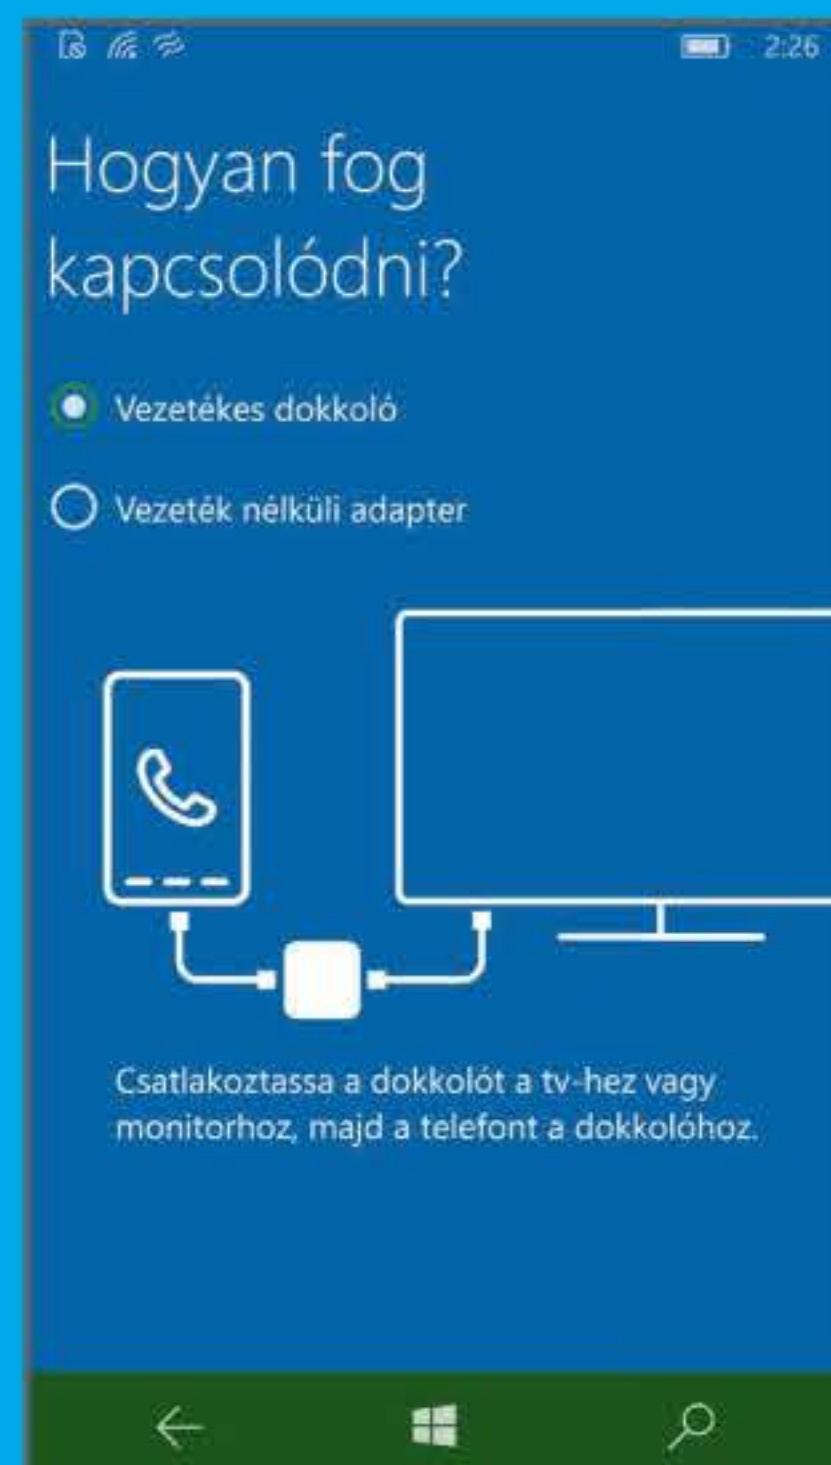 2:26
Hogyan fog
kapcsolódni?
Vezetékes dokkoló
Vezeték nélküli adapter
Csatlakoztassa a dokkolót a tv-hez vagy
monitorhoz, majd a telefont a dokkolóhoz.